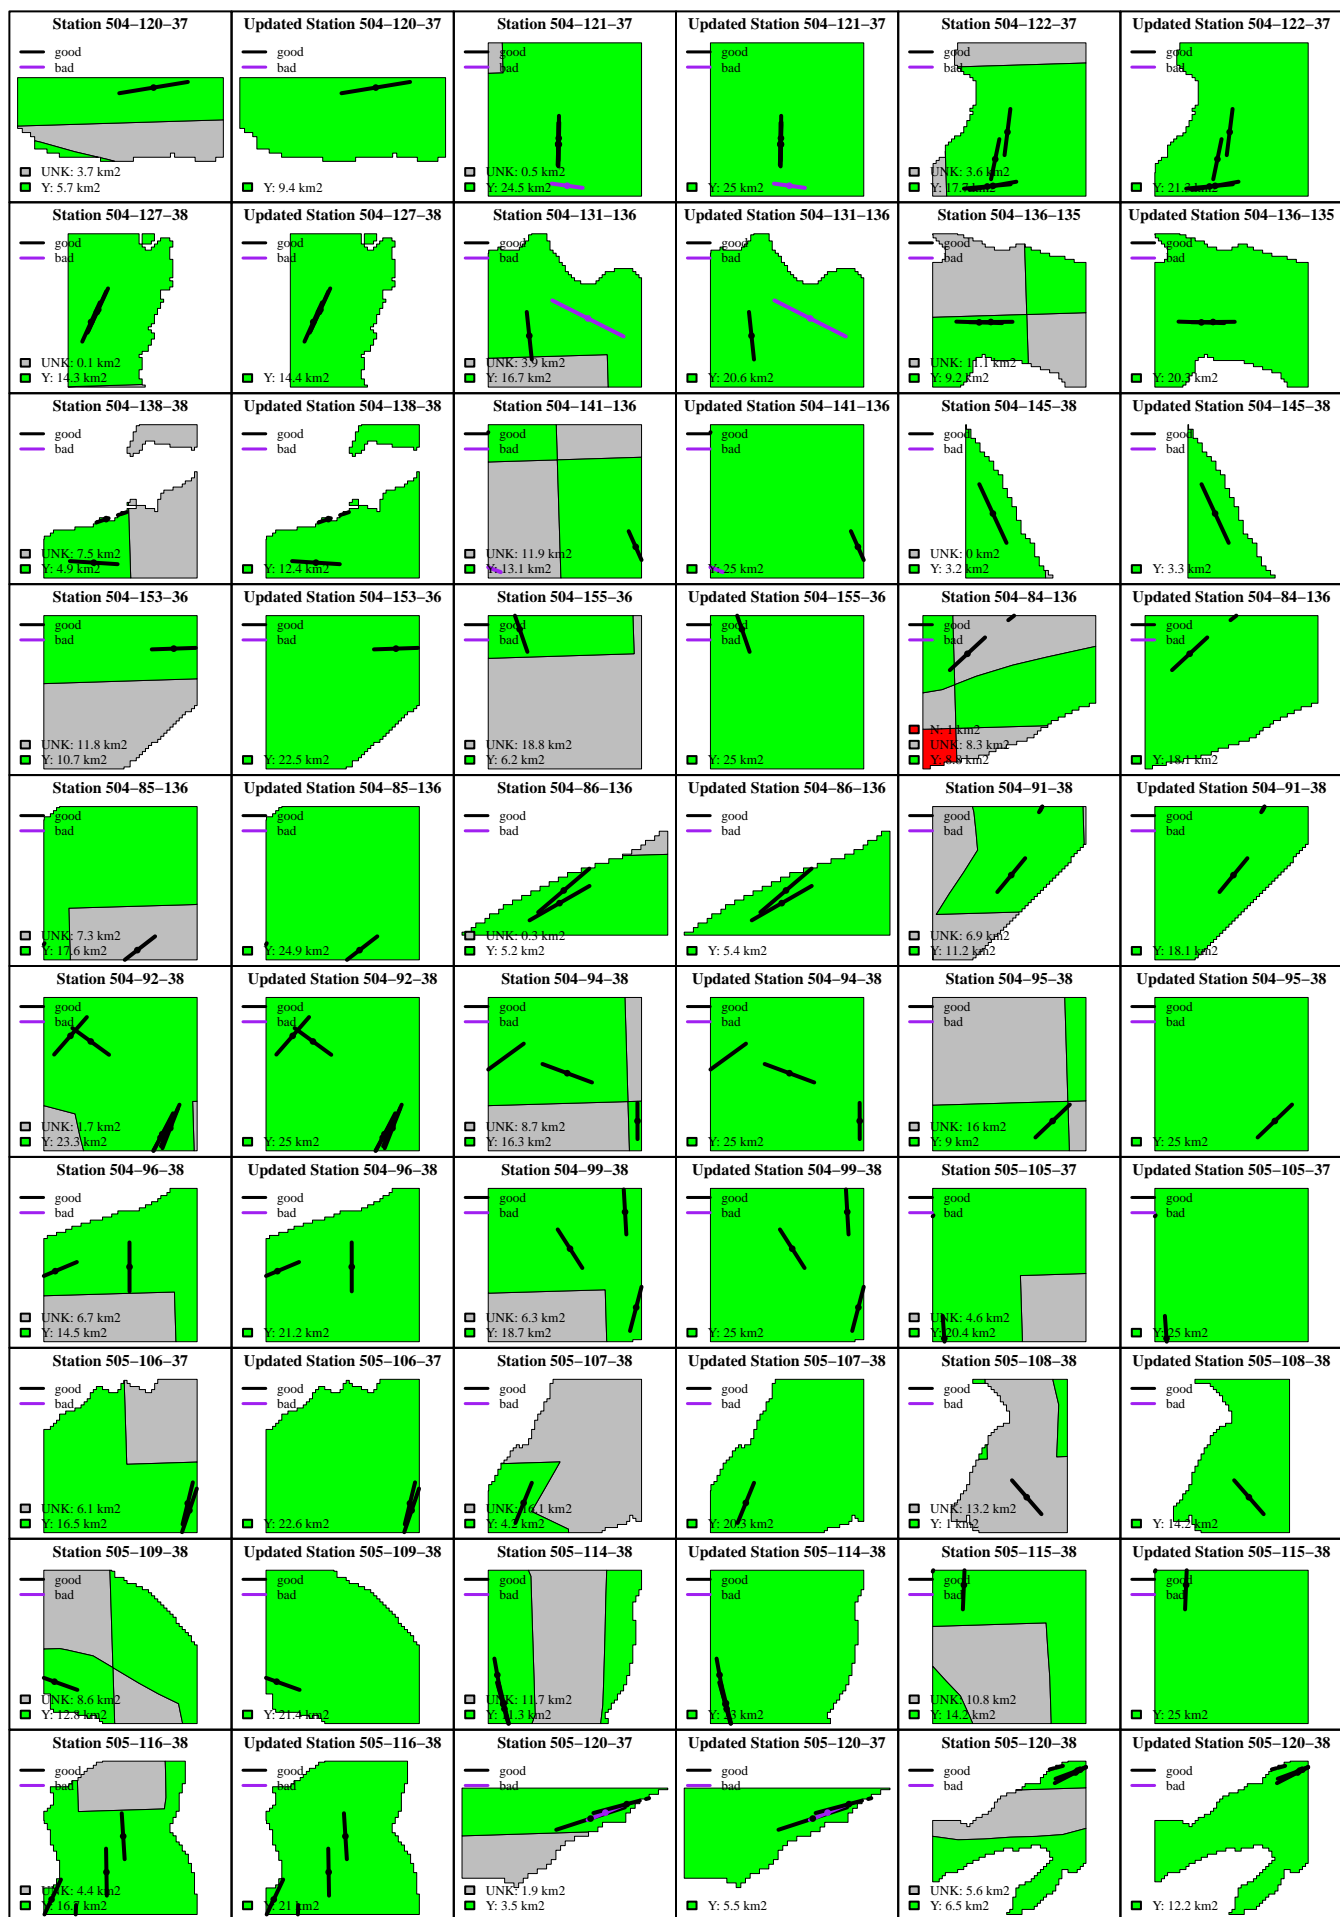 Station 504−120−37
good
bad
UNK: 3.7 km2
Y: 5.7 km2
Updated Station 504−120−37
good
bad
Y: 9.4 km2
Station 504−121−37
good
bad
UNK: 0.5 km2
Y: 24.5 km2
Updated Station 504−121−37
good
bad
Y: 25 km2
Station 504−122−37
good
bad
UNK: 3.6 km2
Y: 17.7 km2
Updated Station 504−122−37
good
bad
Y: 21.3 km2
Station 504−127−38
good
bad
UNK: 0.1 km2
Y: 14.3 km2
Updated Station 504−127−38
good
bad
Y: 14.4 km2
Station 504−131−136
good
bad
UNK: 3.9 km2
Y: 16.7 km2
Updated Station 504−131−136
good
bad
Y: 20.6 km2
Station 504−136−135
good
bad
UNK: 11.1 km2
Y: 9.2 km2
Updated Station 504−136−135
good
bad
Y: 20.3 km2
Station 504−138−38
good
bad
UNK: 7.5 km2
Y: 4.9 km2
Updated Station 504−138−38
good
bad
Y: 12.4 km2
Station 504−141−136
good
bad
UNK: 11.9 km2
Y: 13.1 km2
Updated Station 504−141−136
good
bad
Y: 25 km2
Station 504−145−38
good
bad
UNK: 0 km2
Y: 3.2 km2
Updated Station 504−145−38
good
bad
Y: 3.3 km2
Station 504−153−36
good
bad
UNK: 11.8 km2
Y: 10.7 km2
Updated Station 504−153−36
good
bad
Y: 22.5 km2
Station 504−155−36
good
bad
UNK: 18.8 km2
Y: 6.2 km2
Updated Station 504−155−36
good
bad
Y: 25 km2
Station 504−84−136
good
bad
N: 1 km2
UNK: 8.3 km2
Y: 8.8 km2
Updated Station 504−84−136
good
bad
Y: 18.1 km2
Station 504−85−136
good
bad
UNK: 7.3 km2
Y: 17.6 km2
Updated Station 504−85−136
good
bad
Y: 24.9 km2
Station 504−86−136
good
bad
UNK: 0.3 km2
Y: 5.2 km2
Updated Station 504−86−136
good
bad
Y: 5.4 km2
Station 504−91−38
good
bad
UNK: 6.9 km2
Y: 11.2 km2
Updated Station 504−91−38
good
bad
Y: 18.1 km2
Station 504−92−38
good
bad
UNK: 1.7 km2
Y: 23.3 km2
Updated Station 504−92−38
good
bad
Y: 25 km2
Station 504−94−38
good
bad
UNK: 8.7 km2
Y: 16.3 km2
Updated Station 504−94−38
good
bad
Y: 25 km2
Station 504−95−38
good
bad
UNK: 16 km2
Y: 9 km2
Updated Station 504−95−38
good
bad
Y: 25 km2
Station 504−96−38
good
bad
UNK: 6.7 km2
Y: 14.5 km2
Updated Station 504−96−38
good
bad
Y: 21.2 km2
Station 504−99−38
good
bad
UNK: 6.3 km2
Y: 18.7 km2
Updated Station 504−99−38
good
bad
Y: 25 km2
Station 505−105−37
good
bad
UNK: 4.6 km2
Y: 20.4 km2
Updated Station 505−105−37
good
bad
Y: 25 km2
Station 505−106−37
good
bad
UNK: 6.1 km2
Y: 16.5 km2
Updated Station 505−106−37
good
bad
Y: 22.6 km2
Station 505−107−38
good
bad
UNK: 16.1 km2
Y: 4.2 km2
Updated Station 505−107−38
good
bad
Y: 20.3 km2
Station 505−108−38
good
bad
UNK: 13.2 km2
Y: 1 km2
Updated Station 505−108−38
good
bad
Y: 14.2 km2
Station 505−109−38
good
bad
UNK: 8.6 km2
Y: 12.8 km2
Updated Station 505−109−38
good
bad
Y: 21.4 km2
Station 505−114−38
good
bad
UNK: 11.7 km2
Y: 11.3 km2
Updated Station 505−114−38
good
bad
Y: 23 km2
Station 505−115−38
good
bad
UNK: 10.8 km2
Y: 14.2 km2
Updated Station 505−115−38
good
bad
Y: 25 km2
Station 505−116−38
good
bad
UNK: 4.4 km2
Y: 16.7 km2
Updated Station 505−116−38
good
bad
Y: 21 km2
Station 505−120−37
good
bad
UNK: 1.9 km2
Y: 3.5 km2
Updated Station 505−120−37
good
bad
Y: 5.5 km2
Station 505−120−38
good
bad
UNK: 5.6 km2
Y: 6.5 km2
Updated Station 505−120−38
good
bad
Y: 12.2 km2